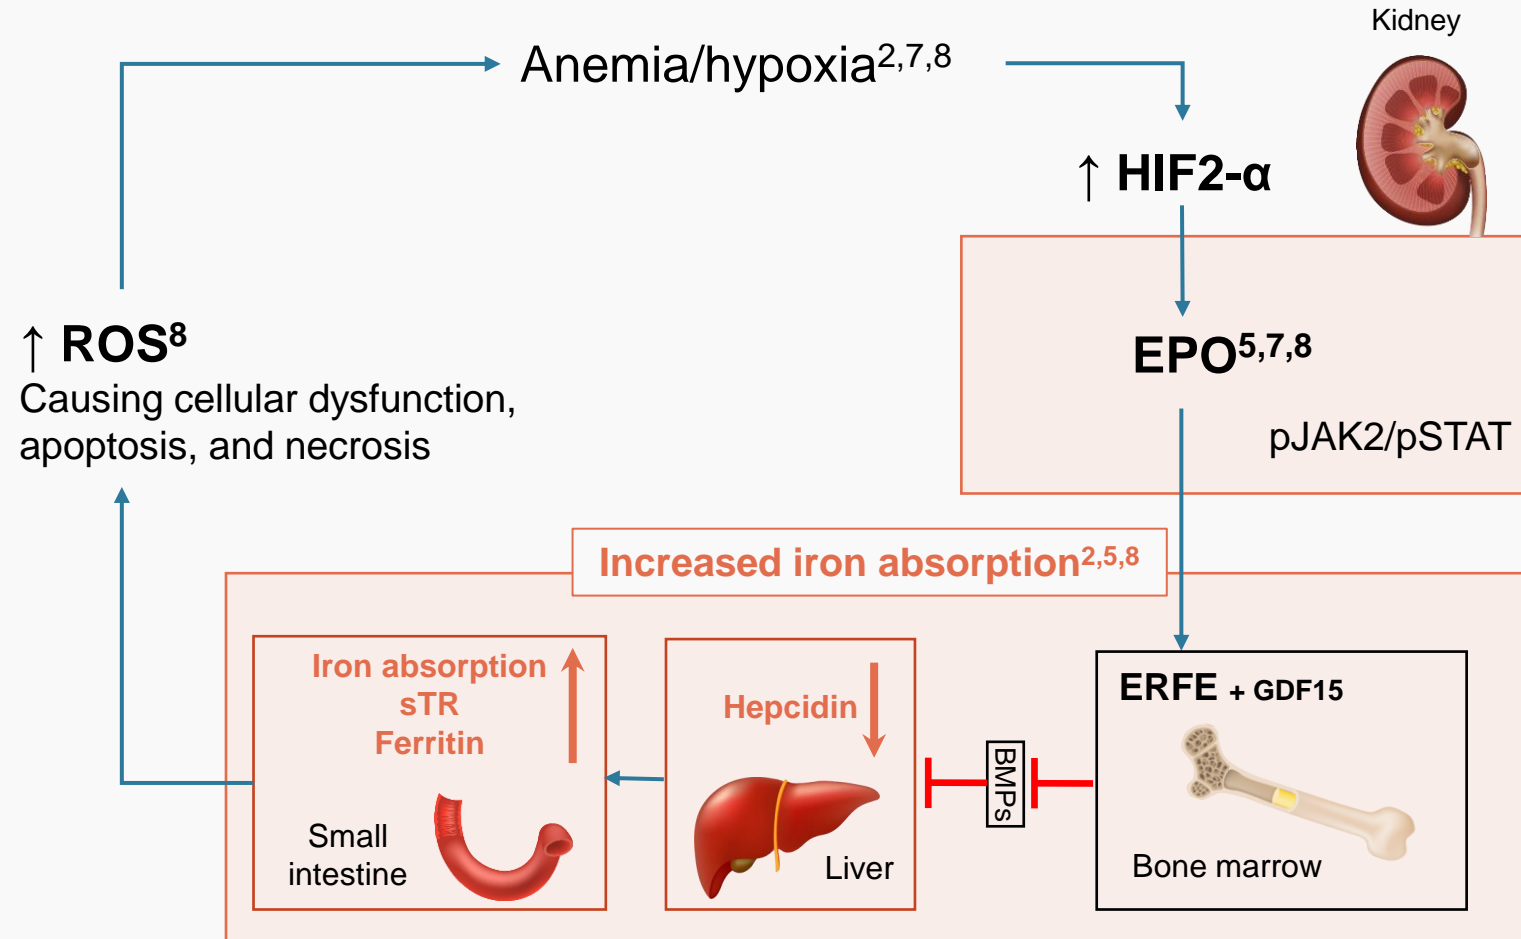 Kidney
Anemia/hypoxia2,7,8
↑ HIF2-α
EPO5,7,8
pJAK2/pSTAT
↑ ROS8
Causing cellular dysfunction,
apoptosis, and necrosis
Increased iron absorption2,5,8
Iron absorption
sTR
Ferritin
Small
intestine
Hepcidin
Liver
BMPs
ERFE + GDF15
Bone marrow